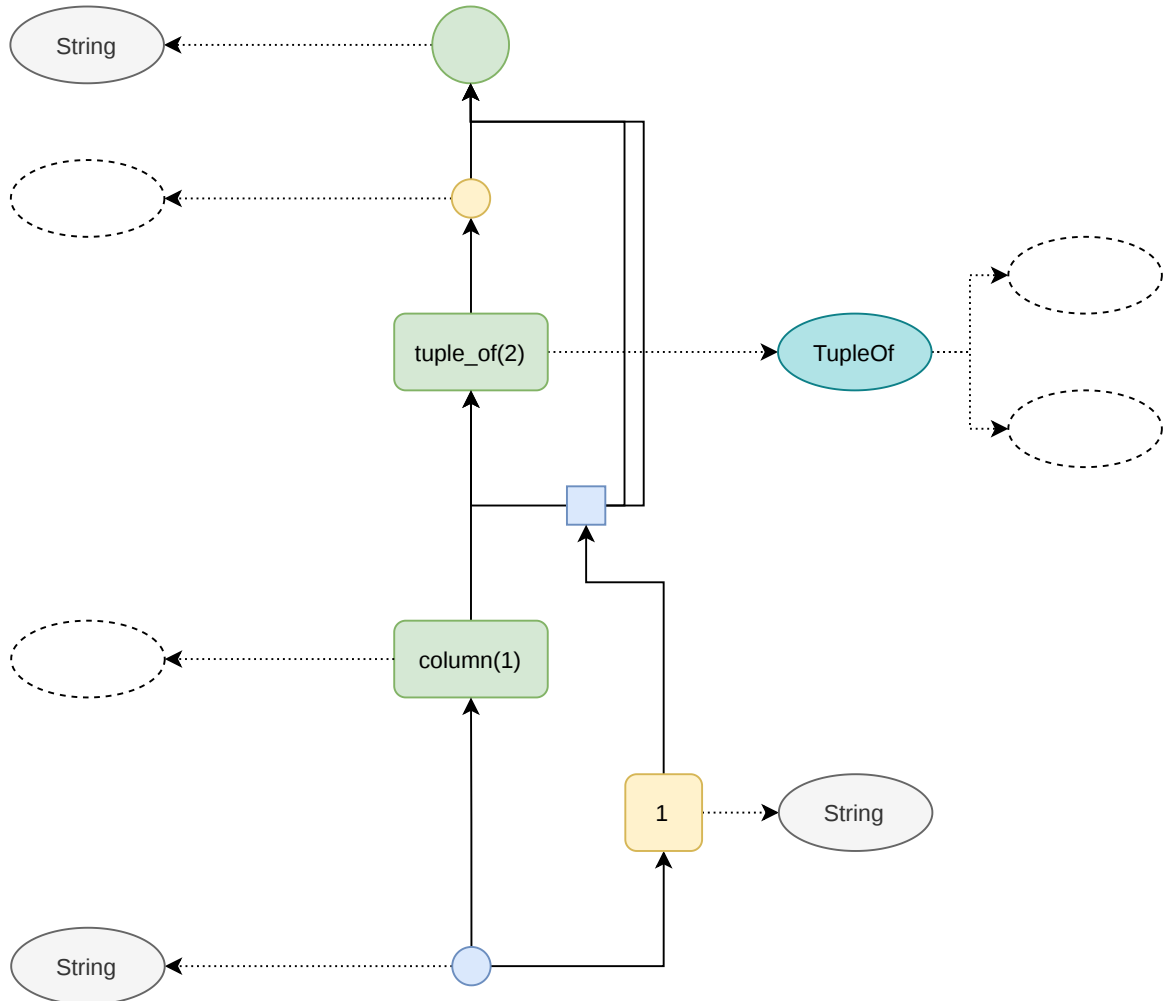 String
tuple_of(2)
TupleOf
column(1)
1
String
String